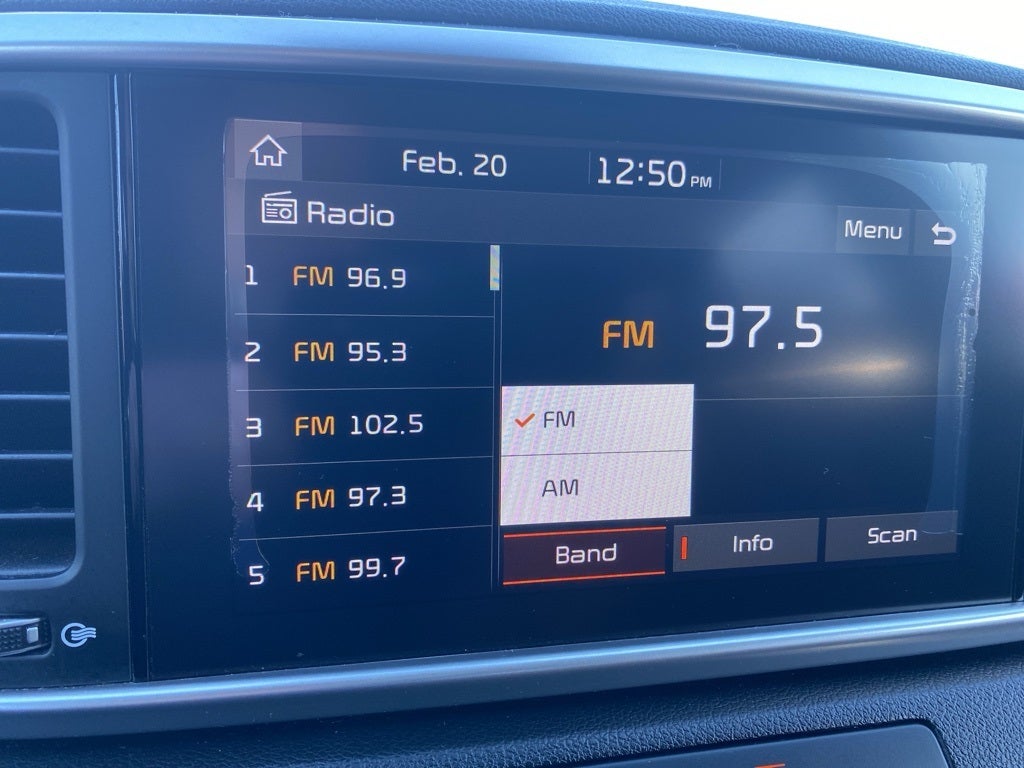 Feb. 20 12:50 PM
Radio
Menu
1 FM 96.9
2 FM 95.3
3 FM 102.5
4 FM 97.3
5 FM 99.7
FM 97.5
FM
AM
Band Info Scan